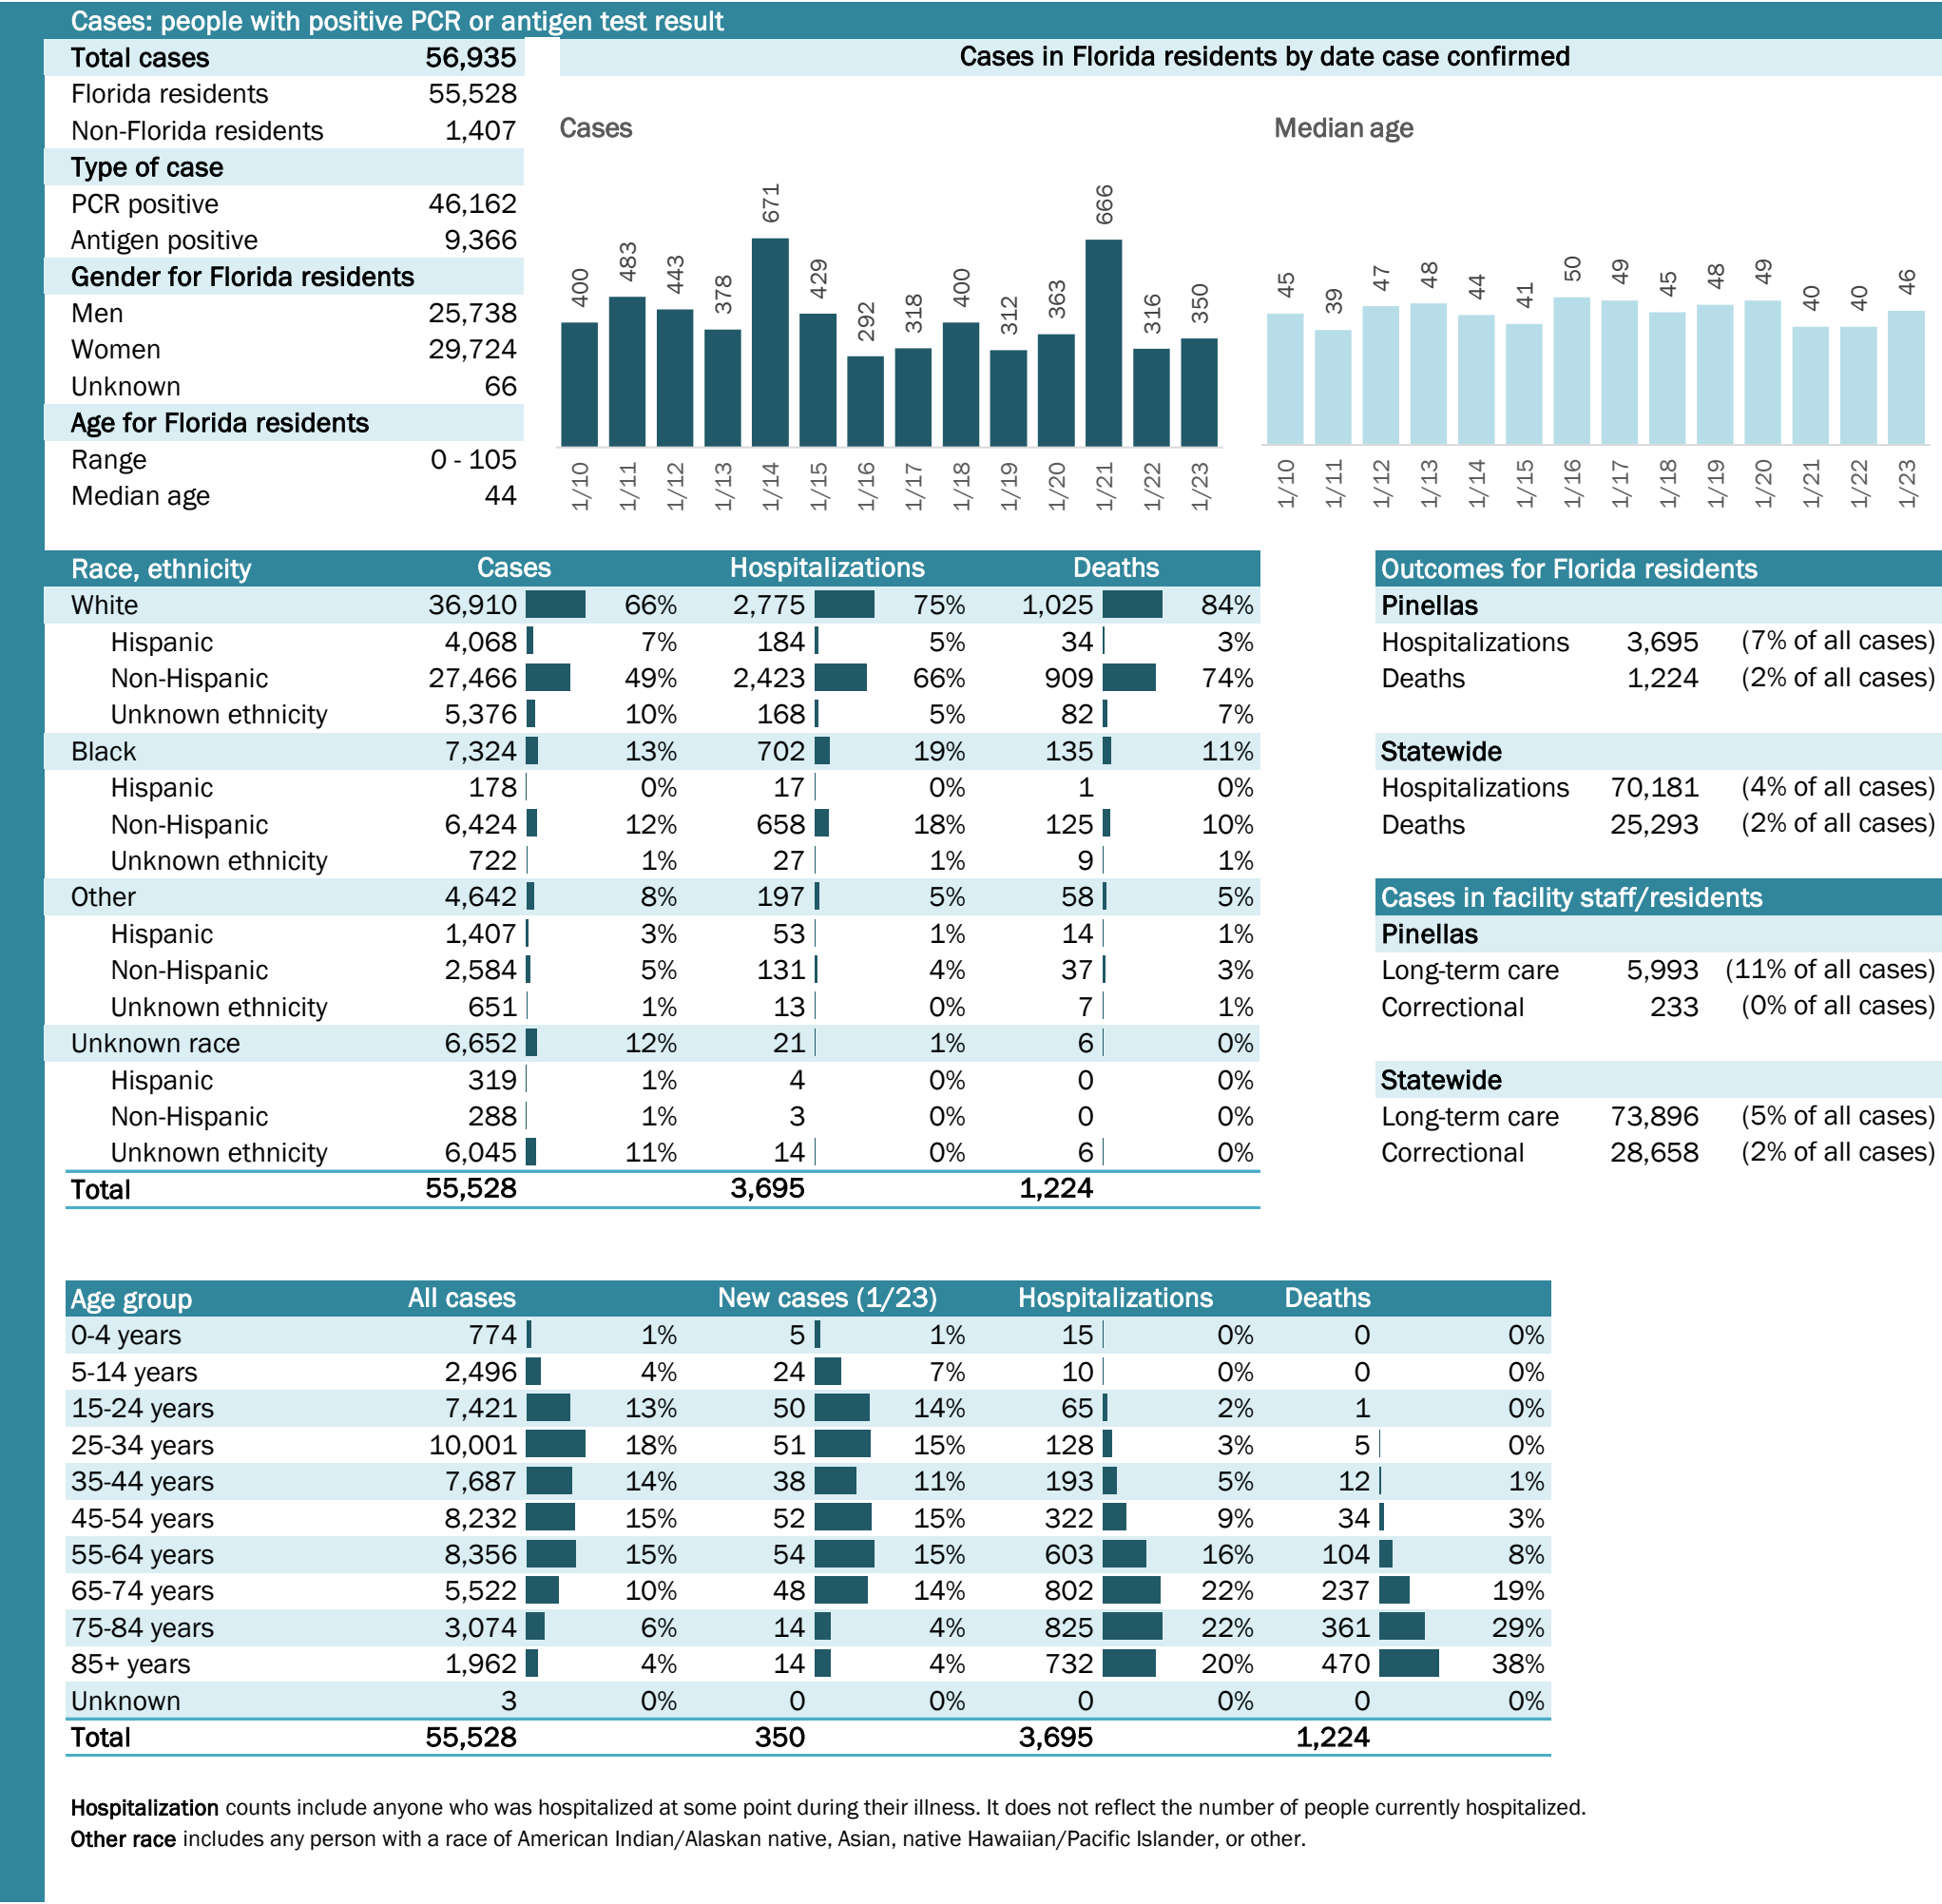 Cases: people with positive PCR or antigen test result
Total cases 56,935
Florida residents 55,528
Non-Florida residents 1,407
Type of case
PCR positive 46,162
Antigen positive 9,366
Gender for Florida residents
Men 25,738
Women 29,724
Unknown 66
Age for Florida residents
Range 0 - 105
Median age 44
Cases in Florida residents by date case confirmed
Cases
400 483 443 378 671 429 292 318 400 312 363 666 316 350
1/10 1/11 1/12 1/13 1/14 1/15 1/16 1/17 1/18 1/19 1/20 1/21 1/22 1/23
Median age
45 39 47 48 44 41 50 49 45 48 49 40 40 46
1/10 1/11 1/12 1/13 1/14 1/15 1/16 1/17 1/18 1/19 1/20 1/21 1/22 1/23
Race, ethnicity Cases Hospitalizations Deaths
White 36,910 66% 2,775 75% 1,025 84%
Hispanic 4,068 7% 184 5% 34 3%
Non-Hispanic 27,466 49% 2,423 66% 909 74%
Unknown ethnicity 5,376 10% 168 5% 82 7%
Black 7,324 13% 702 19% 135 11%
Hispanic 178 0% 17 0% 1 0%
Non-Hispanic 6,424 12% 658 18% 125 10%
Unknown ethnicity 722 1% 27 1% 9 1%
Other 4,642 8% 197 5% 58 5%
Hispanic 1,407 3% 53 1% 14 1%
Non-Hispanic 2,584 5% 131 4% 37 3%
Unknown ethnicity 651 1% 13 0% 7 1%
Unknown race 6,652 12% 21 1% 6 0%
Hispanic 319 1% 4 0% 0 0%
Non-Hispanic 288 1% 3 0% 0 0%
Unknown ethnicity 6,045 11% 14 0% 6 0%
Total 55,528 3,695 1,224
Outcomes for Florida residents
Pinellas
Hospitalizations 3,695 (7% of all cases)
Deaths 1,224 (2% of all cases)
Statewide
Hospitalizations 70,181 (4% of all cases)
Deaths 25,293 (2% of all cases)
Cases in facility staff/residents
Pinellas
Long-term care 5,993 (11% of all cases)
Correctional 233 (0% of all cases)
Statewide
Long-term care 73,896 (5% of all cases)
Correctional 28,658 (2% of all cases)
Age group All cases New cases (1/23) Hospitalizations Deaths
0-4 years 774 1% 5 1% 15 0% 0 0%
5-14 years 2,496 4% 24 7% 10 0% 0 0%
15-24 years 7,421 13% 50 14% 65 2% 1 0%
25-34 years 10,001 18% 51 15% 128 3% 5 0%
35-44 years 7,687 14% 38 11% 193 5% 12 1%
45-54 years 8,232 15% 52 15% 322 9% 34 3%
55-64 years 8,356 15% 54 15% 603 16% 104 8%
65-74 years 5,522 10% 48 14% 802 22% 237 19%
75-84 years 3,074 6% 14 4% 825 22% 361 29%
85+ years 1,962 4% 14 4% 732 20% 470 38%
Unknown 3 0% 0 0% 0 0% 0 0%
Total 55,528 350 3,695 1,224
Hospitalization counts include anyone who was hospitalized at some point during their illness. It does not reflect the number of people currently hospitalized.
Other race includes any person with a race of American Indian/Alaskan native, Asian, native Hawaiian/Pacific Islander, or other.